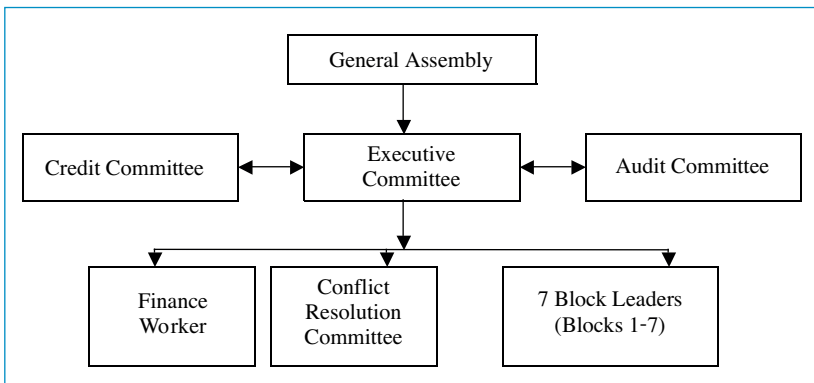 General Assembly
Credit Committee
Executive
Committee
Audit Committee
Finance
Worker
Conflict
Resolution
Committee
7 Block Leaders
(Blocks 1-7)